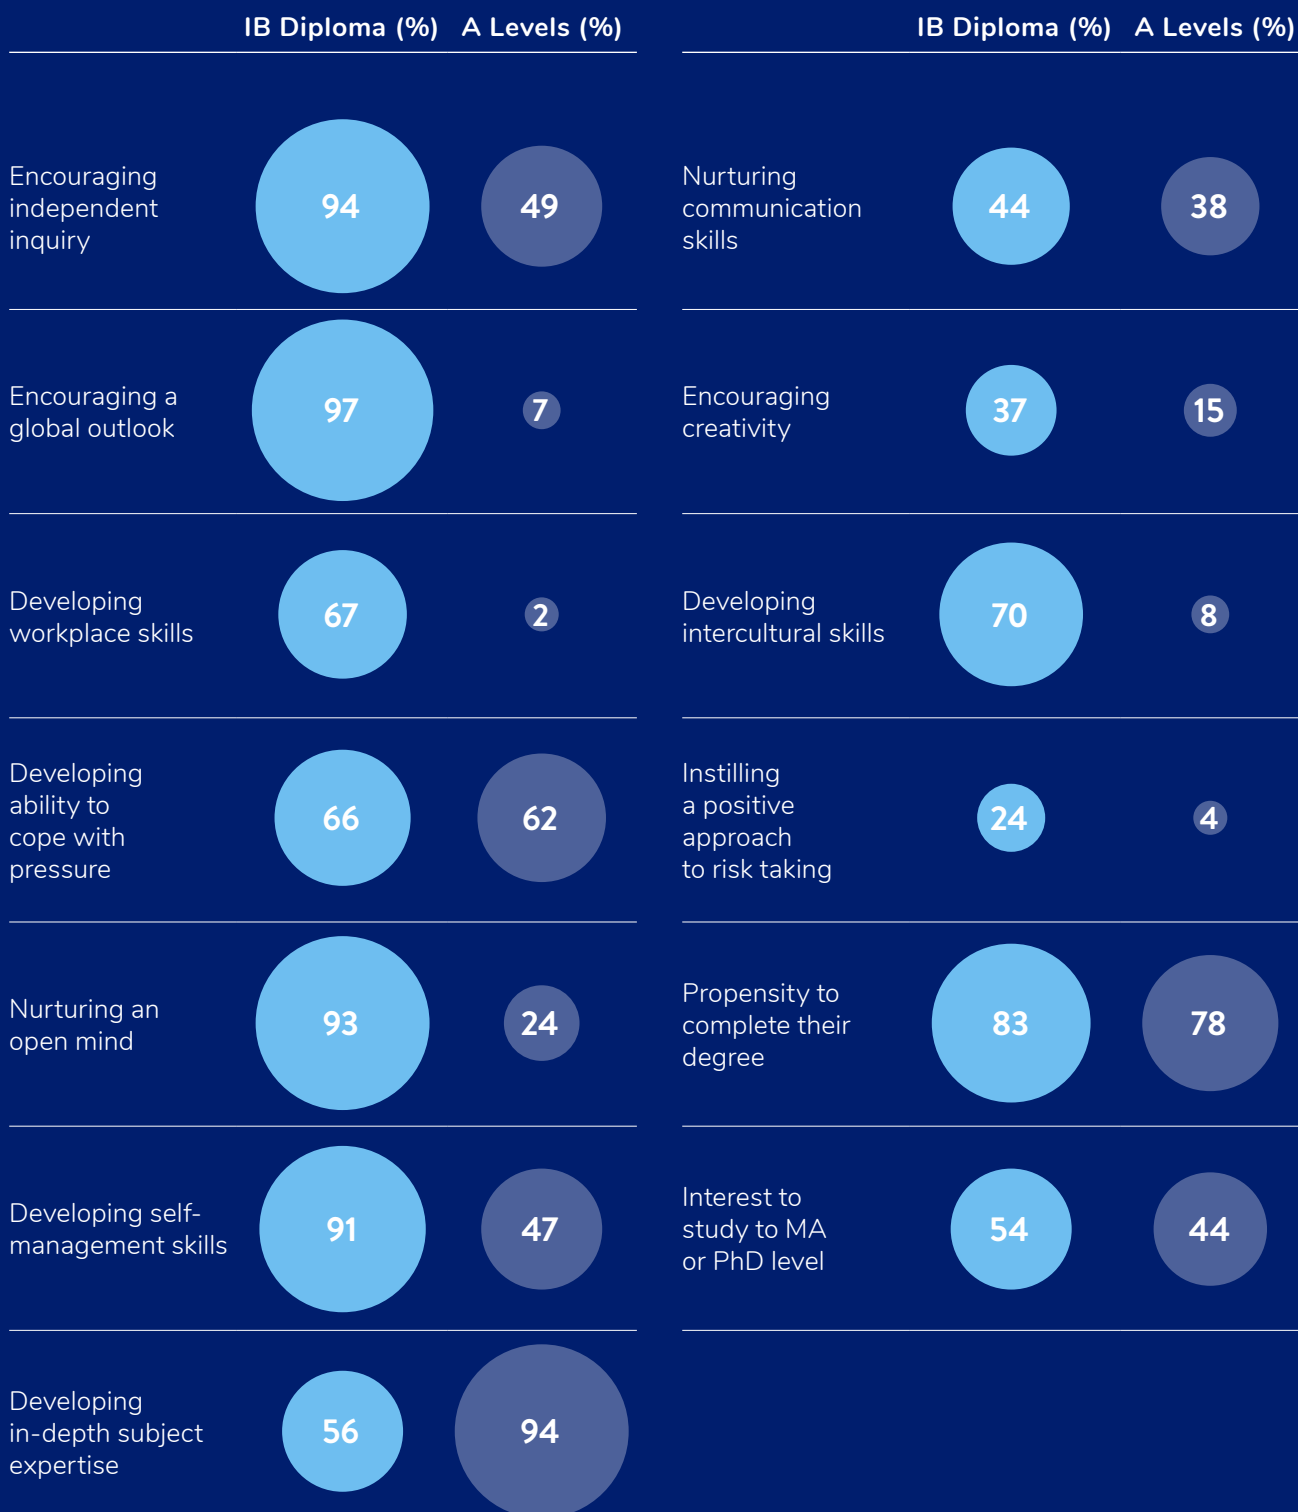 IB Diploma (%) A Levels (%)
Encouraging
independent
inquiry
94 49
Encouraging a
global outlook
97 7
Developing
workplace skills
67 2
Developing
ability to
cope with
pressure
66 62
Nurturing an
open mind
93 24
Developing self-
management skills
91 47
Developing
in-depth subject
expertise
56 94
IB Diploma (%) A Levels (%)
Nurturing
communication
skills
44 38
Encouraging
creativity
37 15
Developing
intercultural skills
70 8
Instilling
a positive
approach
to risk taking
24 4
Propensity to
complete their
degree
83 78
Interest to
study to MA
or PhD level
54 44